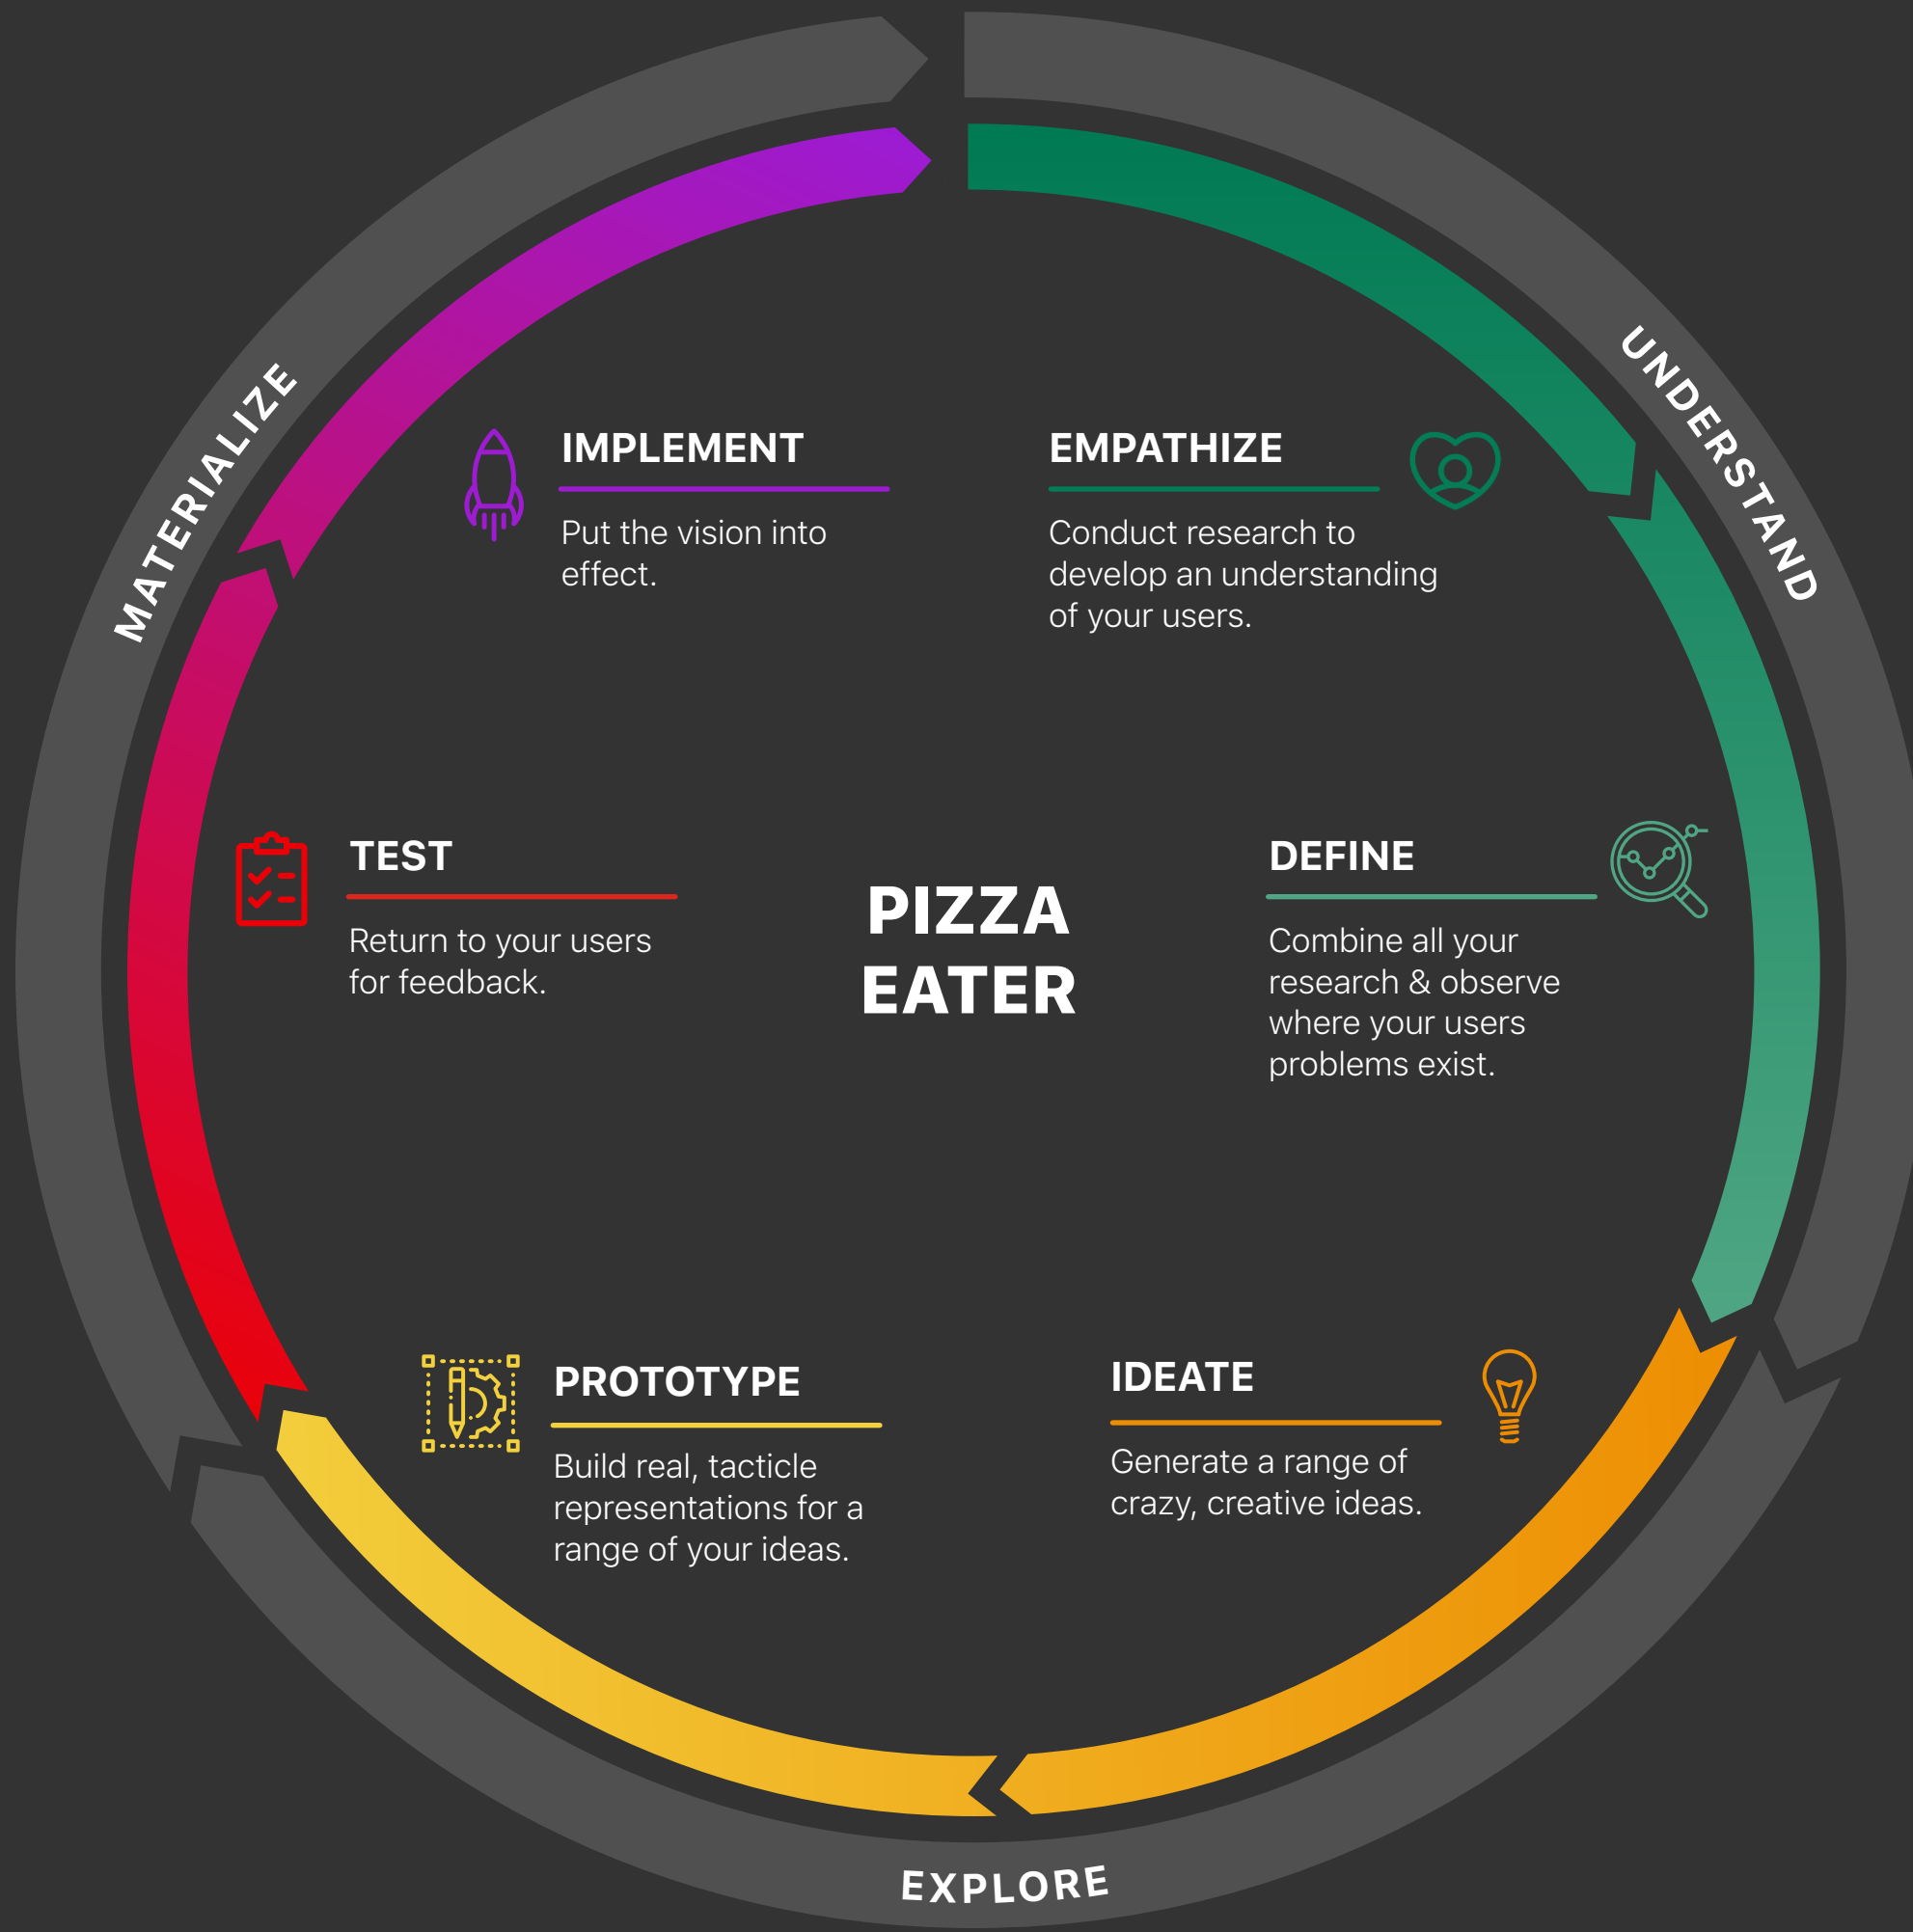 UNDERSTAND
EMPATHIZE
Conduct research to
develop an understanding
of your users.
DEFINE
Combine all your
research & observe
where your users
problems exist.
EXPLORE
IDEATE
Generate a range of
crazy, creative ideas.
PROTOTYPE
Build real, tacticle
representations for a
range of your ideas.
MATERIALIZE
TEST
Return to your users
for feedback.
IMPLEMENT
Put the vision into
effect.
PIZZA
EATER